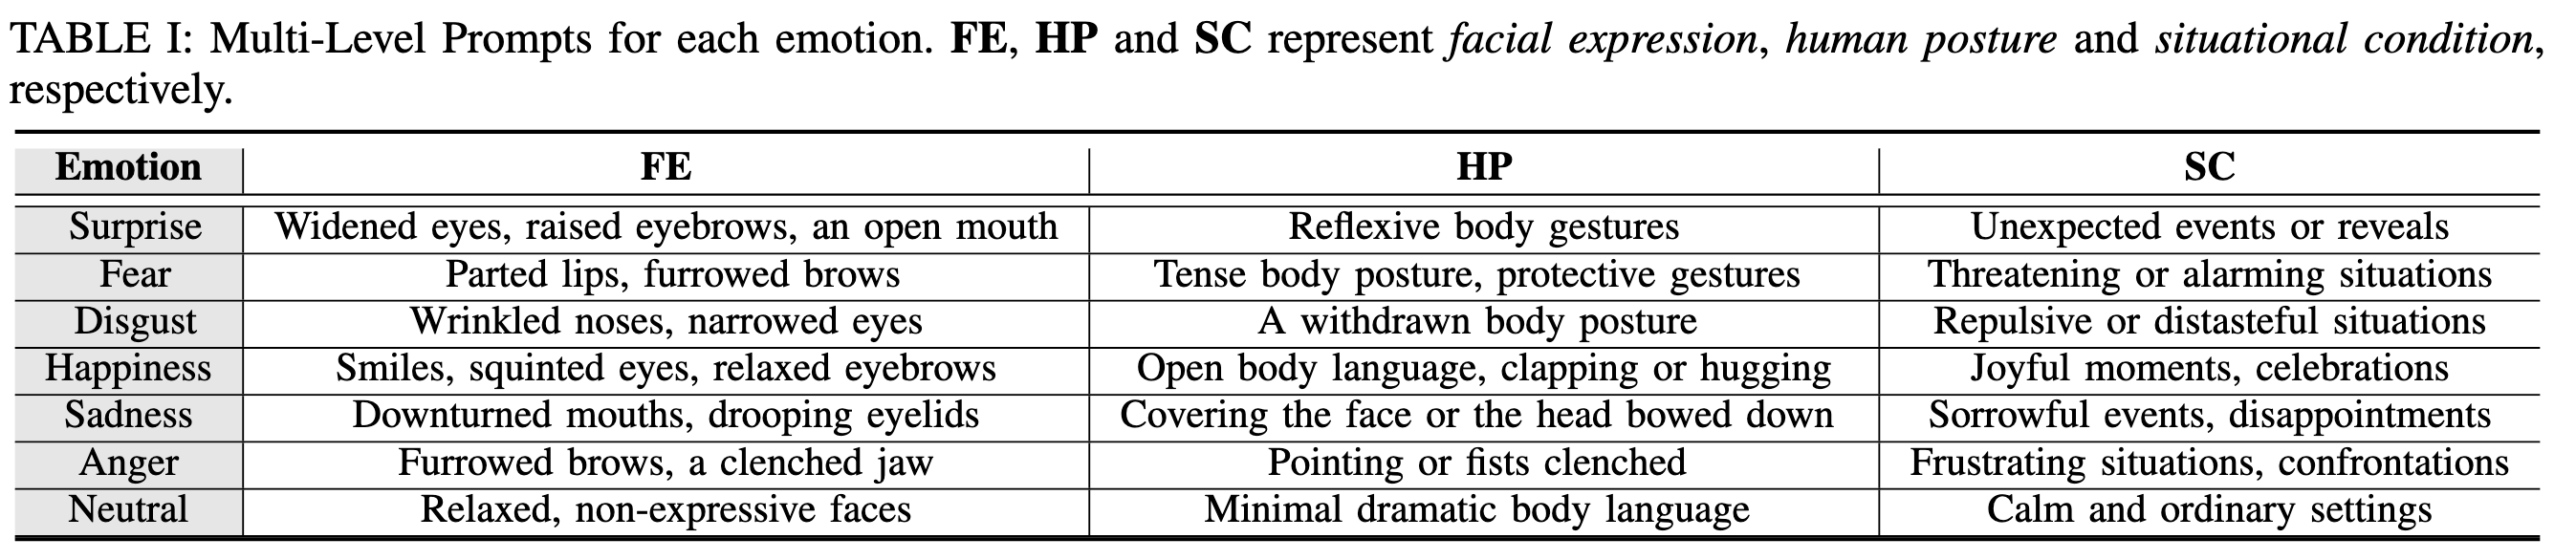 TABLE I: Multi-Level Prompts for each emotion. FE, HP and SC represent facial expression, human posture and situational condition,
respectively.
Emotion FE HP SC
Surprise Widened eyes, raised eyebrows, an open mouth Reflexive body gestures Unexpected events or reveals
Fear Parted lips, furrowed brows Tense body posture, protective gestures Threatening or alarming situations
Disgust Wrinkled noses, narrowed eyes A withdrawn body posture Repulsive or distasteful situations
Happiness Smiles, squinted eyes, relaxed eyebrows Open body language, clapping or hugging Joyful moments, celebrations
Sadness Downturned mouths, drooping eyelids Covering the face or the head bowed down Sorrowful events, disappointments
Anger Furrowed brows, a clenched jaw Pointing or fists clenched Frustrating situations, confrontations
Neutral Relaxed, non-expressive faces Minimal dramatic body language Calm and ordinary settings